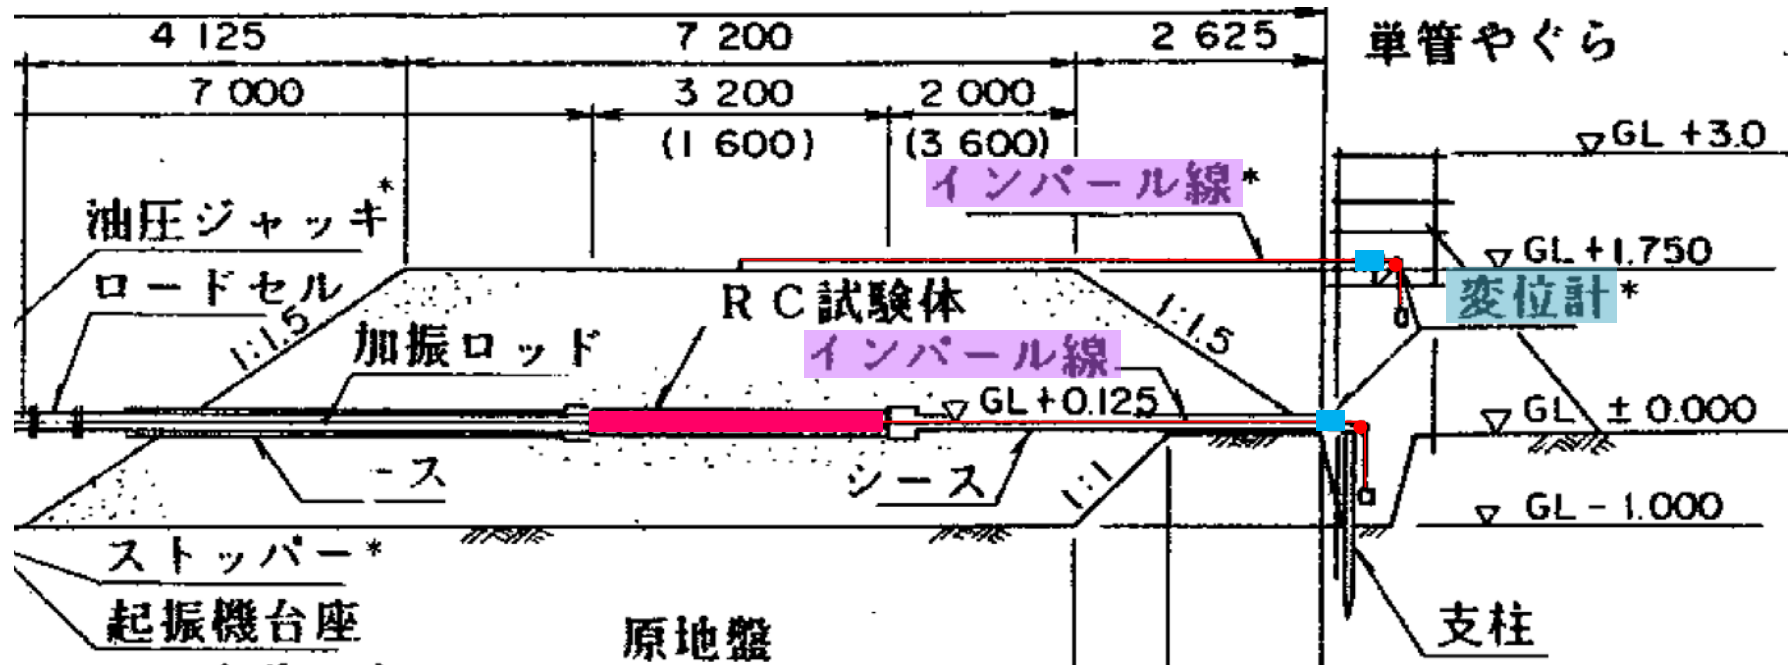 4 125
7 200
2 625
単管やぐら
7 000
3 200
2 000
(1 600)
(3 600)
GL +3.0
インバール線*
油圧ジャッキ*
GL +1.750
ロードセル
RC試験体
変位計*
1:1.5
1:1.5
加振ロッド
インバール線
GL+0.125
GL ±0.000
-ス
シース
1:1
GL-1.000
ストッパー*
起振機台座
原地盤
支柱